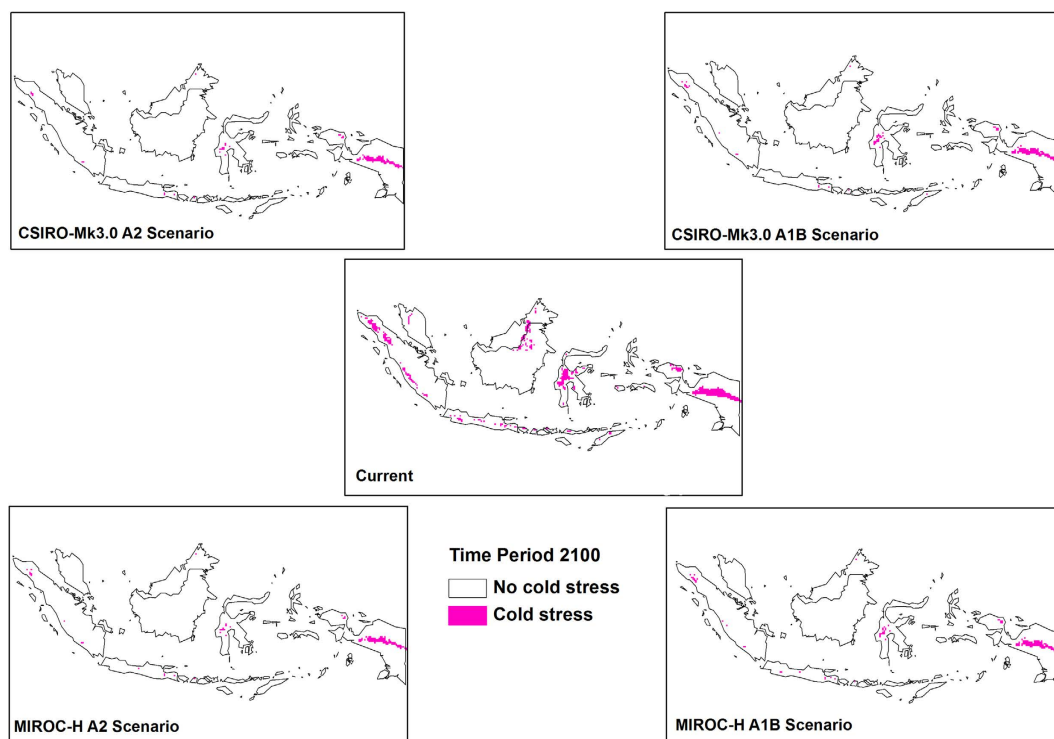 CSIRO-Mk3.0 A2 Scenario
CSIRO-Mk3.0 A1B Scenario
Current
Time Period 2100
No cold stress
Cold stress
MIROC-H A2 Scenario
MIROC-H A1B Scenario